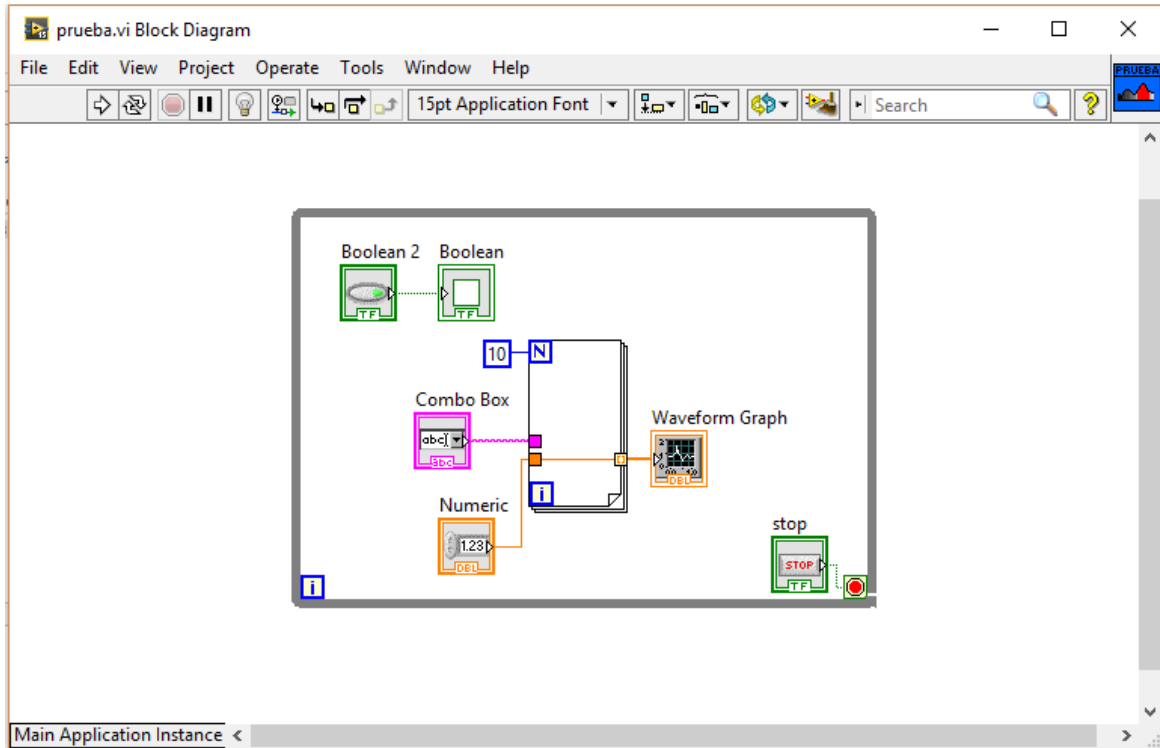 prueba.vi Block Diagram
File Edit View Project Operate Tools Window Help
PRUEBA
15
15pt Application Font
Search
Boolean 2 Boolean
TF TF
10 N
Combo Box
abc
abc
Waveform Graph
DBL
i
Numeric
1.23
DBL
stop
STOP
TF
i
Main Application Instance